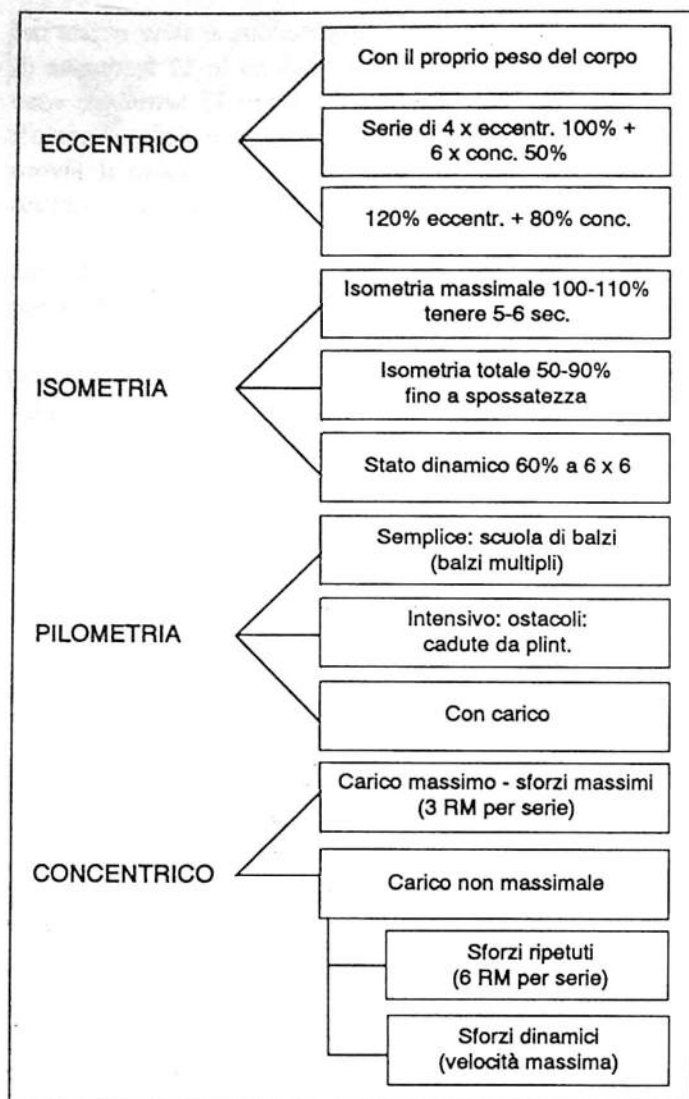 Con il proprio peso del corpo
ECCENTRICO
Serie di 4 x eccentr. 100% +
6 x conc. 50%
120% eccentr. + 80% conc.
Isometria massimale 100-110%
tenere 5-6 sec.
ISOMETRIA
Isometria totale 50-90%
fino a spossatezza
Stato dinamico 60% a 6 x 6
Semplice: scuola di balzi
(balzi multipli)
PILOMETRIA
Intensivo: ostacoli:
cadute da plint.
Con carico
Carico massimo - sforzi massimi
(3 RM per serie)
CONCENTRICO
Carico non massimale
Sforzi ripetuti
(6 RM per serie)
Sforzi dinamici
(velocità massima)